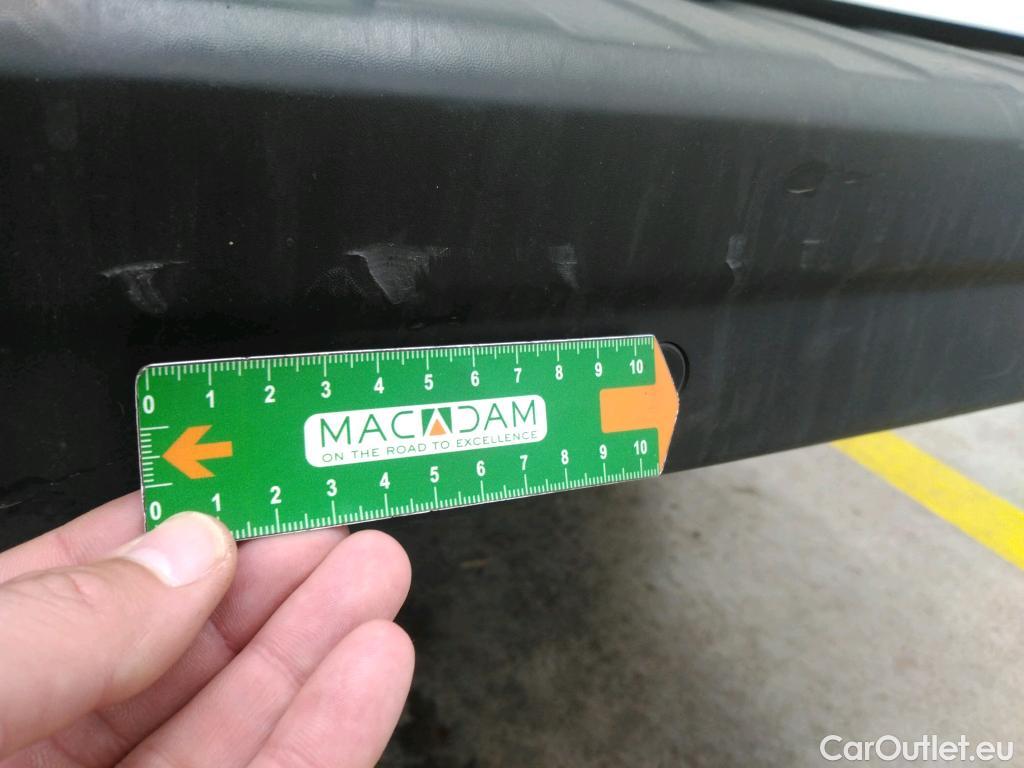 0 1 2 3 4 5 6 7 8 9 10
MACADAM
ON THE ROAD TO EXCELLENCE
0 1 2 3 4 5 6 7 8 9 10
CarOutlet.eu